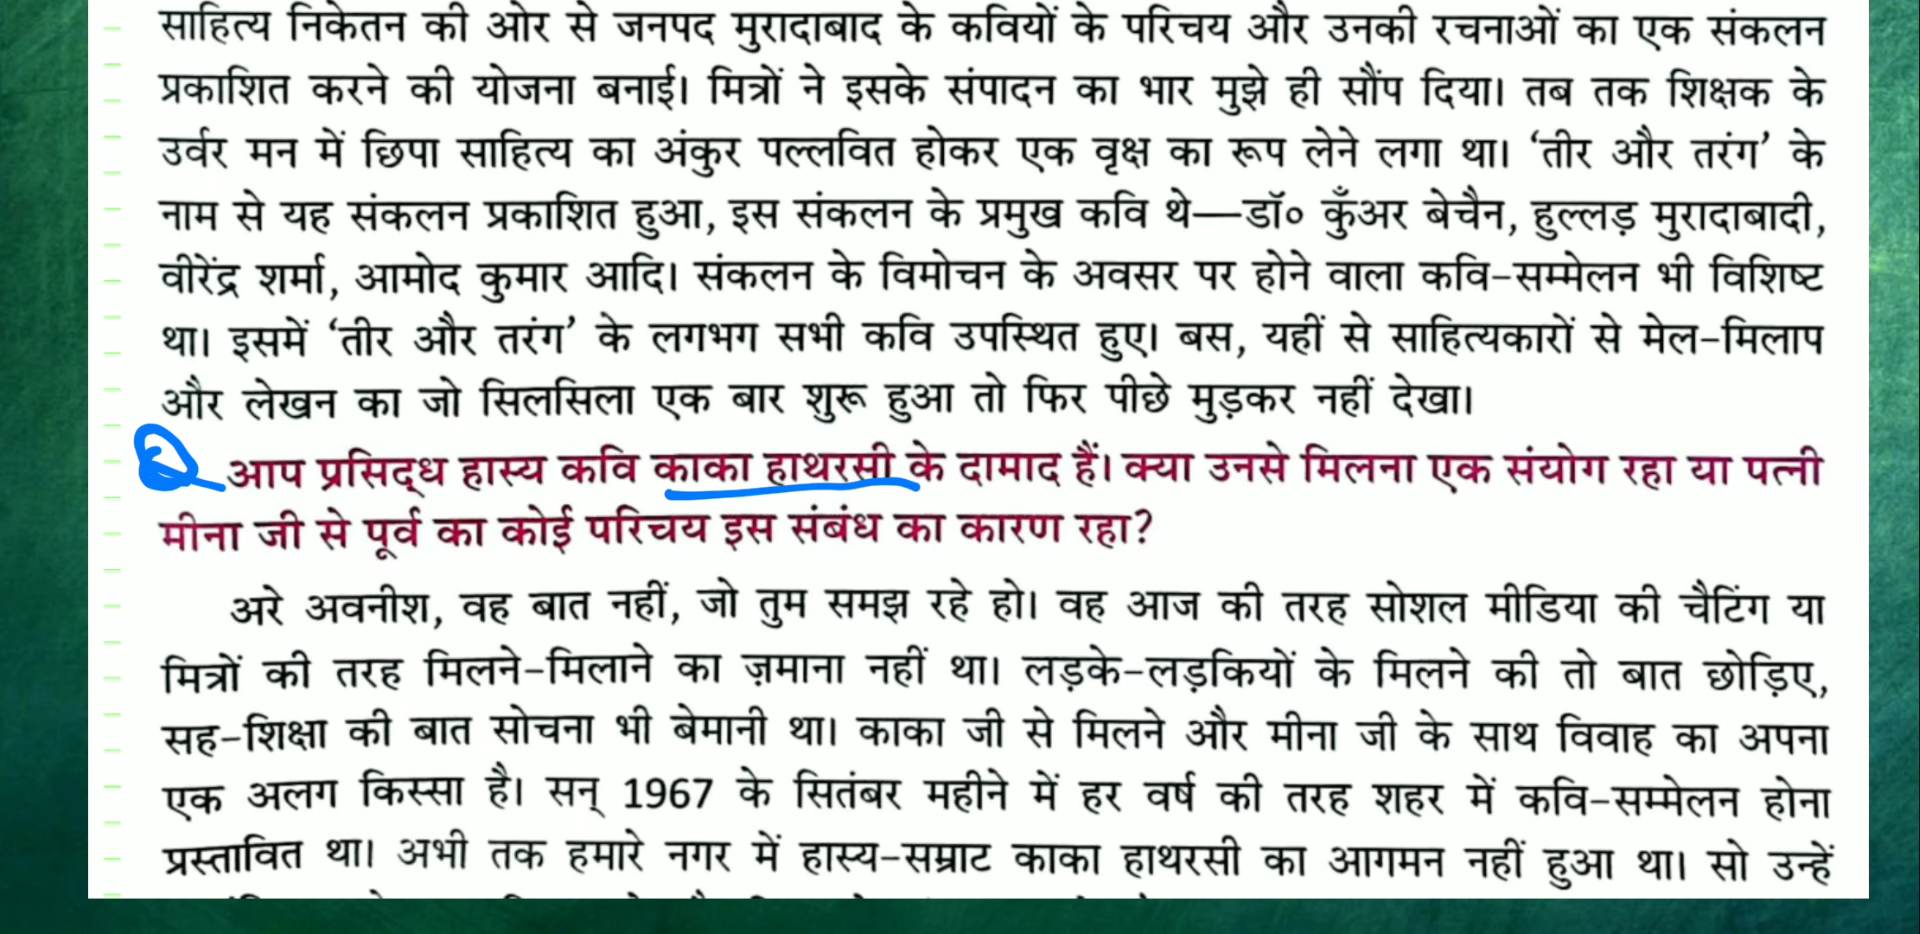 साहित्य निकेतन की ओर से जनपद मुरादाबाद के कवियों के परिचय और उनकी रचनाओं का एक संकलन
प्रकाशित करने की योजना बनाई। मित्रों ने इसके संपादन का भार मुझे ही सौंप दिया। तब तक शिक्षक के
उर्वर मन में छिपा साहित्य का अंकुर पल्लवित होकर एक वृक्ष का रूप लेने लगा था। ‘तीर और तरंग’ के
नाम से यह संकलन प्रकाशित हुआ, इस संकलन के प्रमुख कवि थे—डॉ० कुँअर बेचैन, हुल्लड़ मुरादाबादी,
वीरेंद्र शर्मा, आमोद कुमार आदि। संकलन के विमोचन के अवसर पर होने वाला कवि-सम्मेलन भी विशिष्ट
था। इसमें ‘तीर और तरंग’ के लगभग सभी कवि उपस्थित हुए। बस, यहीं से साहित्यकारों से मेल-मिलाप
और लेखन का जो सिलसिला एक बार शुरू हुआ तो फिर पीछे मुड़कर नहीं देखा।
आप प्रसिद्ध हास्य कवि काका हाथरसी के दामाद हैं। क्या उनसे मिलना एक संयोग रहा या पत्नी
मीना जी से पूर्व का कोई परिचय इस संबंध का कारण रहा?
अरे अवनीश, वह बात नहीं, जो तुम समझ रहे हो। वह आज की तरह सोशल मीडिया की चैटिंग या
मित्रों की तरह मिलने-मिलाने का ज़माना नहीं था। लड़के-लड़कियों के मिलने की तो बात छोड़िए,
सह-शिक्षा की बात सोचना भी बेमानी था। काका जी से मिलने और मीना जी के साथ विवाह का अपना
एक अलग किस्सा है। सन् 1967 के सितंबर महीने में हर वर्ष की तरह शहर में कवि-सम्मेलन होना
प्रस्तावित था। अभी तक हमारे नगर में हास्य-सम्राट काका हाथरसी का आगमन नहीं हुआ था। सो उन्हें